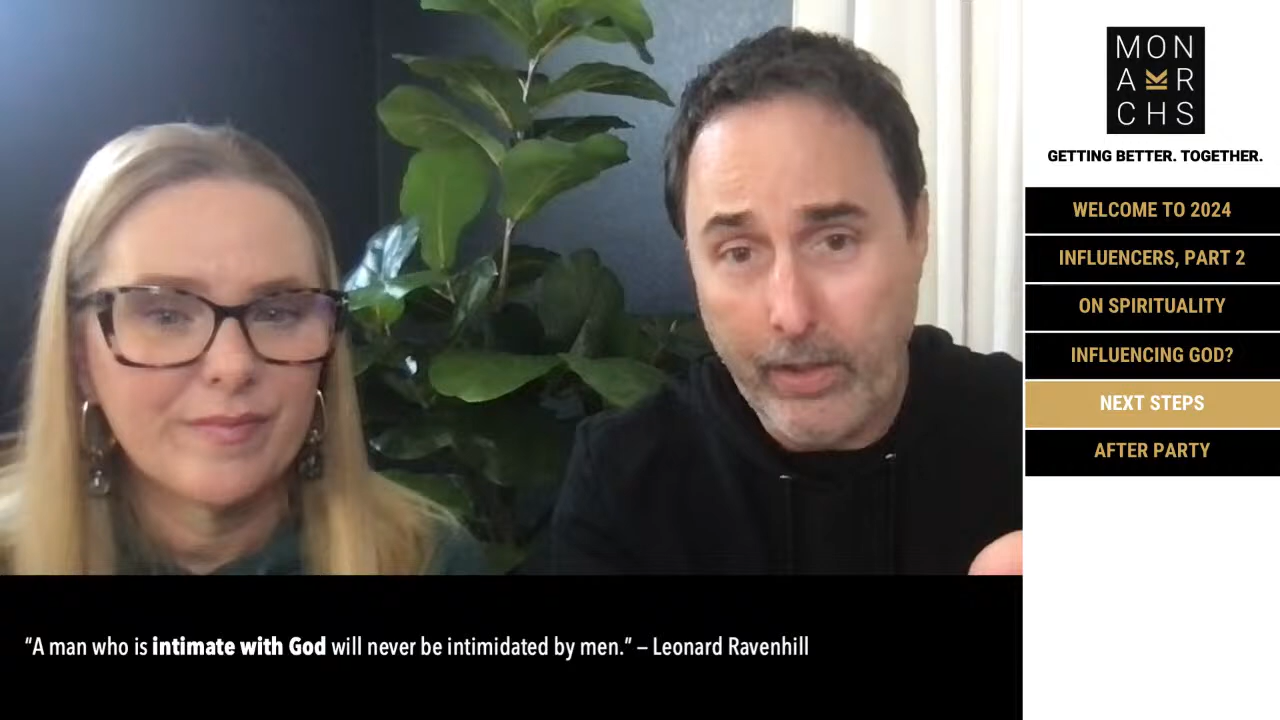 MON
A R
CHS
GETTING BETTER. TOGETHER.
WELCOME TO 2024
INFLUENCERS, PART 2
ON SPIRITUALITY
INFLUENCING GOD?
NEXT STEPS
AFTER PARTY
“A man who is intimate with God will never be intimidated by men.” – Leonard Ravenhill